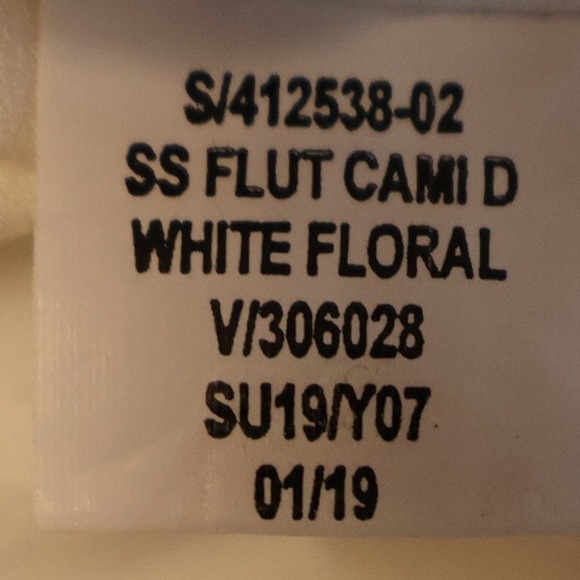 S/412538-02
SS FLUT CAMI D
WHITE FLORAL
V/306028
SU19/Y07
01/19